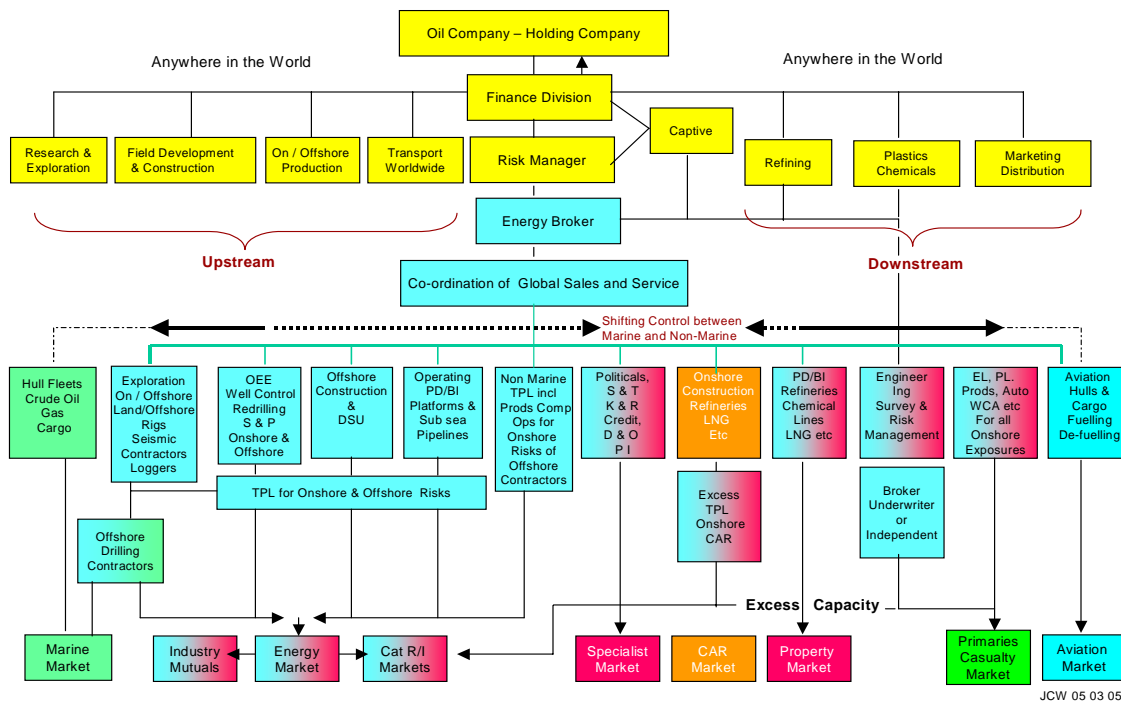 Oil Company – Holding Company
Anywhere in the World
Anywhere in the World
Finance Division
Captive
Research &
Exploration
Field Development
& Construction
On / Offshore
Production
Transport
Worldwide
Risk Manager
Refining
Plastics
Chemicals
Marketing
Distribution
Energy Broker
Upstream
Downstream
Co-ordination of Global Sales and Service
Shifting Control between
Marine and Non-Marine
Hull Fleets
Crude Oil
Gas
Cargo
Exploration
On / Offshore
Land/Offshore
Rigs
Seismic
Contractors
Loggers
OEE
Well Control
Redrilling
S & P
Onshore &
Offshore
Offshore
Construction
&
DSU
Operating
PD/BI
Platforms &
Sub sea
Pipelines
Non Marine
TPL incl
Prods Comp
Ops for
Onshore
Risks of
Offshore
Contractors
Politicals,
S & T
K & R
Credit,
D & O
P I
Onshore
Construction
Refineries
LNG
Etc
PD/BI
Refineries
Chemical
Lines
LNG etc
Engineer
Ing
Survey &
Risk
Management
EL, PL.
Prods, Auto
WCA etc
For all
Onshore
Exposures
Aviation
Hulls &
Cargo
Fuelling
De-fuelling
TPL for Onshore & Offshore Risks
Excess
TPL
Onshore
CAR
Broker
Underwriter
or
Independent
Offshore
Drilling
Contractors
Excess Capacity
Marine
Market
Industry
Mutuals
Energy
Market
Cat R/I
Markets
Specialist
Market
CAR
Market
Property
Market
Primaries
Casualty
Market
Aviation
Market
JCW 05 03 05